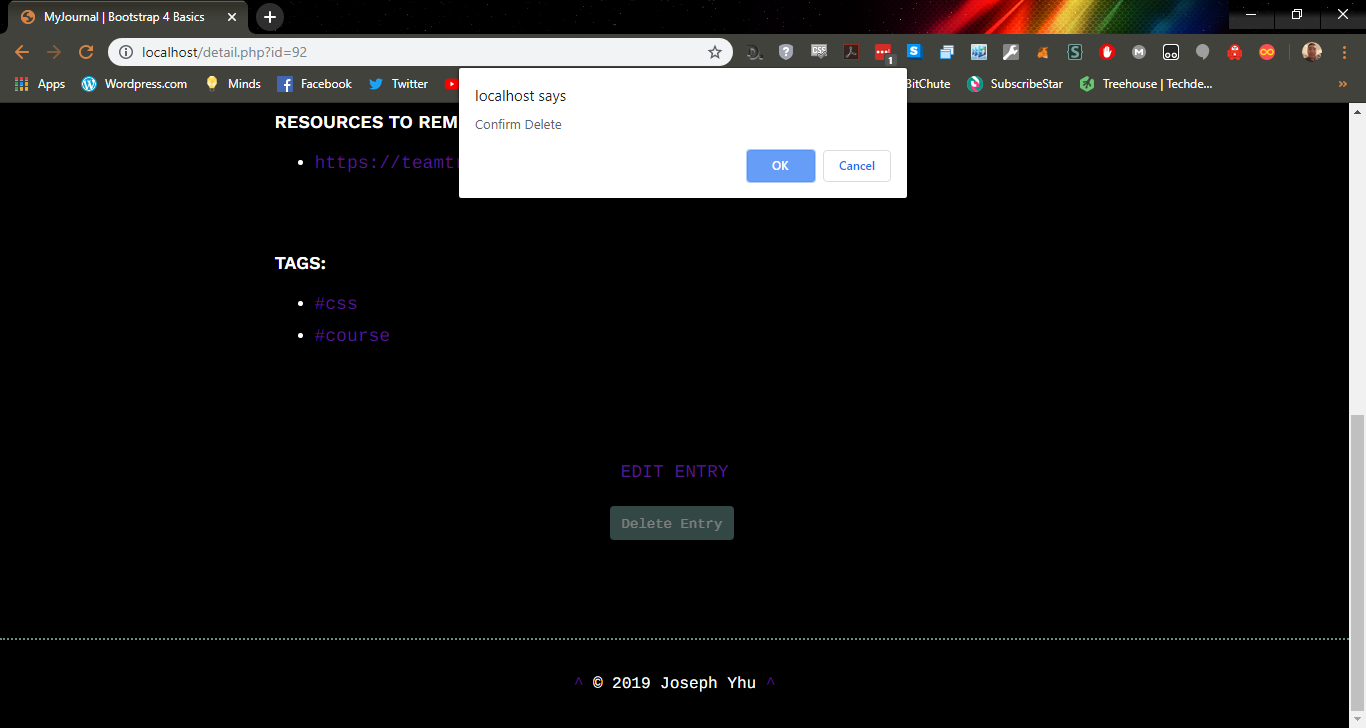 MyJournal | Bootstrap 4 Basics
localhost/detail.php?id=92
1
Apps Wordpress.com Minds Facebook Twitter BitChute SubscribeStar Treehouse | Techde...
localhost says
Confirm Delete
OK Cancel
RESOURCES TO REM
https://teamt
TAGS:
#css
#course
EDIT ENTRY
Delete Entry
^ © 2019 Joseph Yhu ^